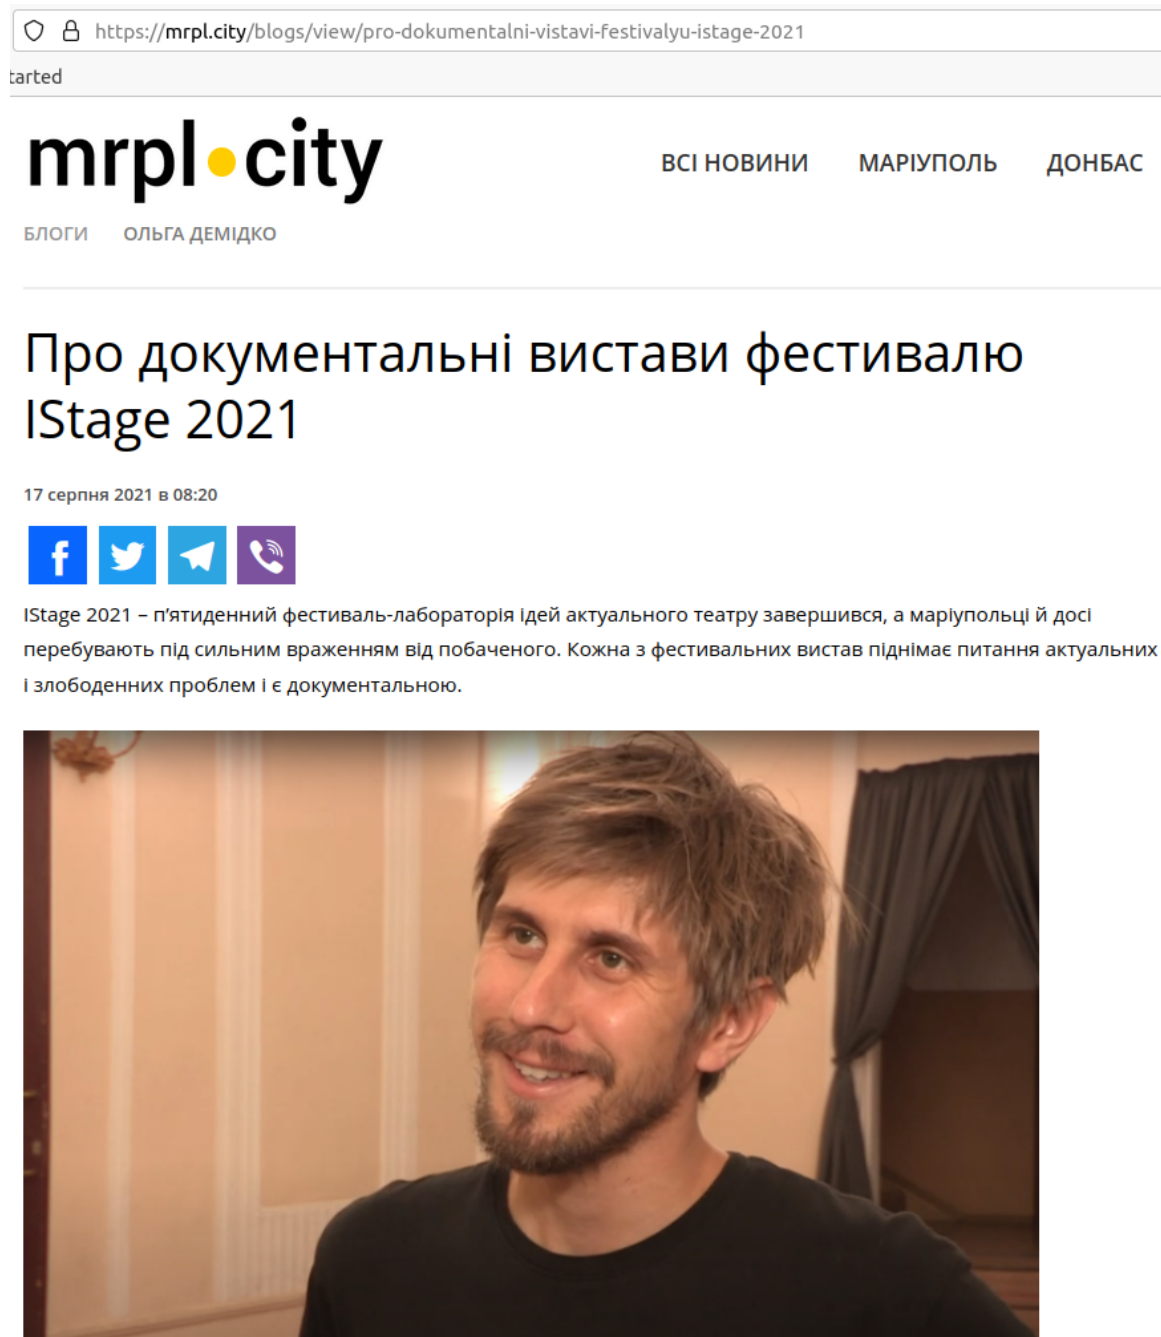 https://mrpl.city/blogs/view/pro-dokumentalni-vistavi-festivalyu-istage-2021
tarted
mrpl city
ВСІ НОВИНИ МАРІУПОЛЬ ДОНБАС
БЛОГИ ОЛЬГА ДЕМІДКО
Про документальні вистави фестивалю
IStage 2021
17 серпня 2021 в 08:20
IStage 2021 – п’ятиденний фестиваль-лабораторія ідей актуального театру завершився, а маріупольці й досі
перебувають під сильним враженням від побаченого. Кожна з фестивальних вистав піднімає питання актуальних
і злободенних проблем і є документальною.